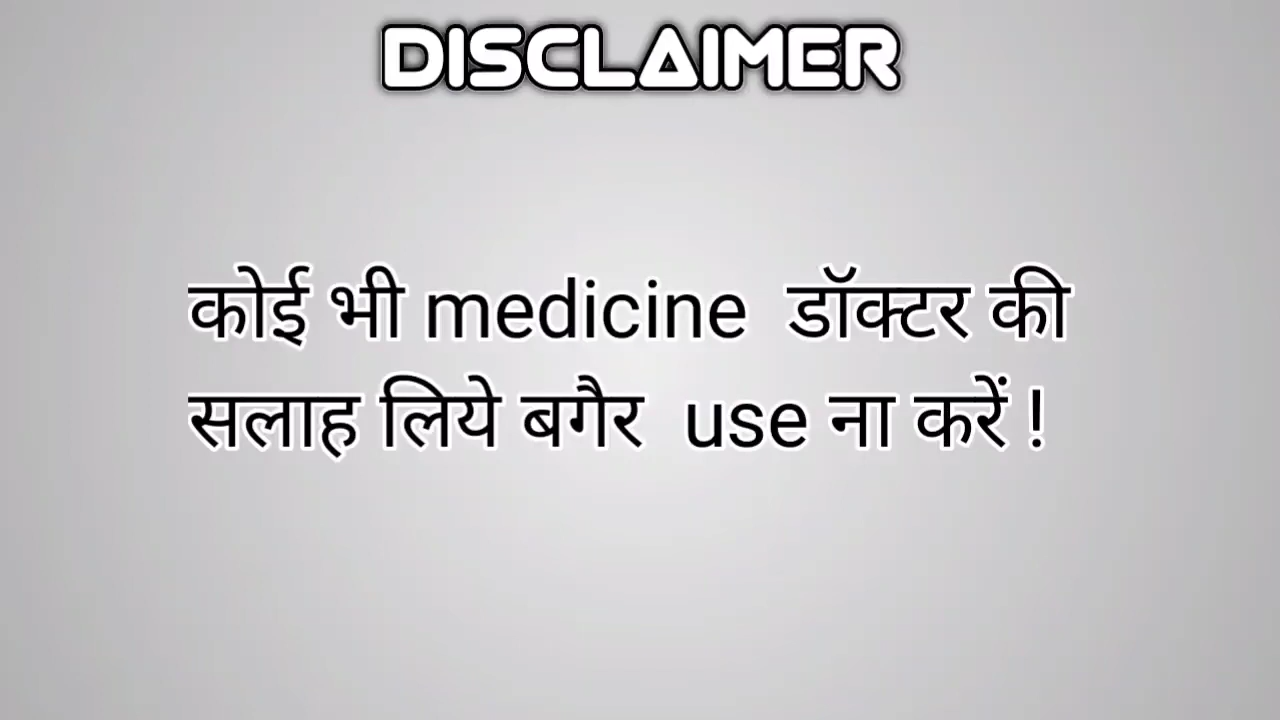 DISCLAIMER
कोई भी medicine डॉक्टर की
सलाह लिये बगैर use ना करें !